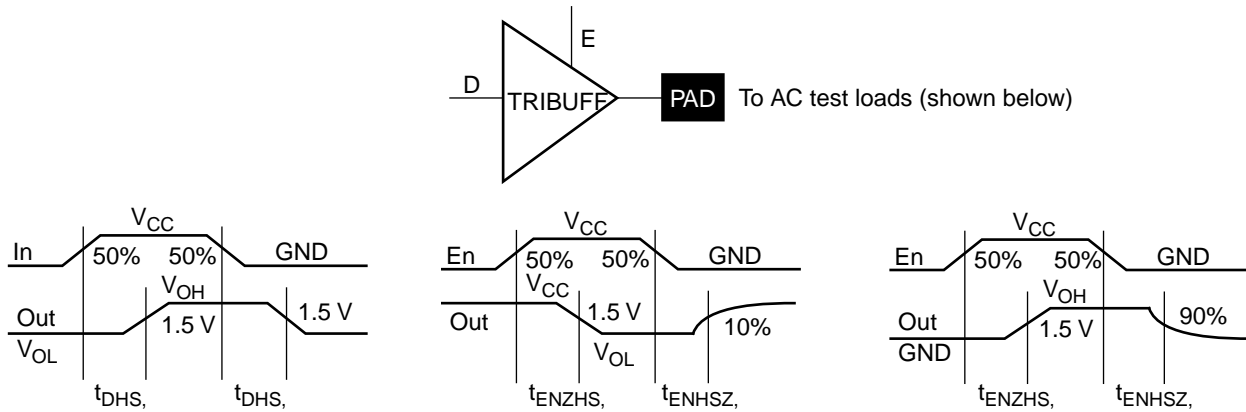 E
D
TRIBUFF
PAD
To AC test loads (shown below)
In
VCC
50%
50%
GND
Out
VOL
VOH
1.5 V
1.5 V
tDHS,
tDHS,
En
VCC
50%
50%
GND
Out
VCC
1.5 V
VOL
10%
tENZHS,
tENHSZ,
En
VCC
50%
50%
GND
Out
GND
VOH
1.5 V
90%
tENZHS,
tENHSZ,